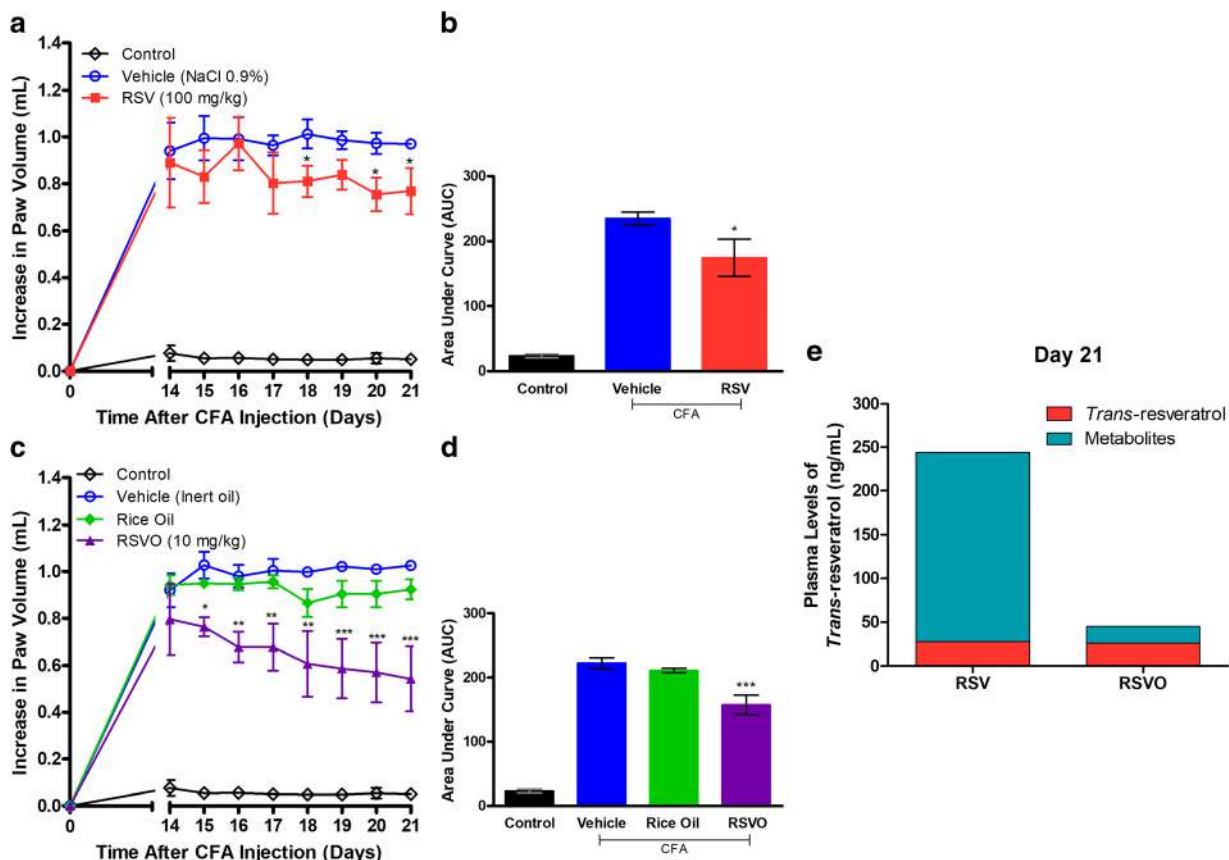 a
Increase in Paw Volume (mL)
1.4
1.2
1.0
0.8
0.6
0.4
0.2
0.0
Control
Vehicle (NaCl 0.9%)
RSV (100 mg/kg)
*
*
*
0
14 15 16 17 18 19 20 21
Time After CFA Injection (Days)
b
Area Under Curve (AUC)
300
200
100
0
*
Control Vehicle RSV
CFA
c
Increase in Paw Volume (mL)
1.4
1.2
1.0
0.8
0.6
0.4
0.2
0.0
Control
Vehicle (Inert oil)
Rice Oil
RSVO (10 mg/kg)
* ** ** ** *** *** ***
0
14 15 16 17 18 19 20 21
Time After CFA Injection (Days)
d
Area Under Curve (AUC)
300
200
100
0
***
Control Vehicle Rice Oil RSVO
CFA
e
Day 21
Plasma Levels of
Trans-resveratrol (ng/mL)
300
250
200
150
100
50
0
Trans-resveratrol
Metabolites
RSV RSVO